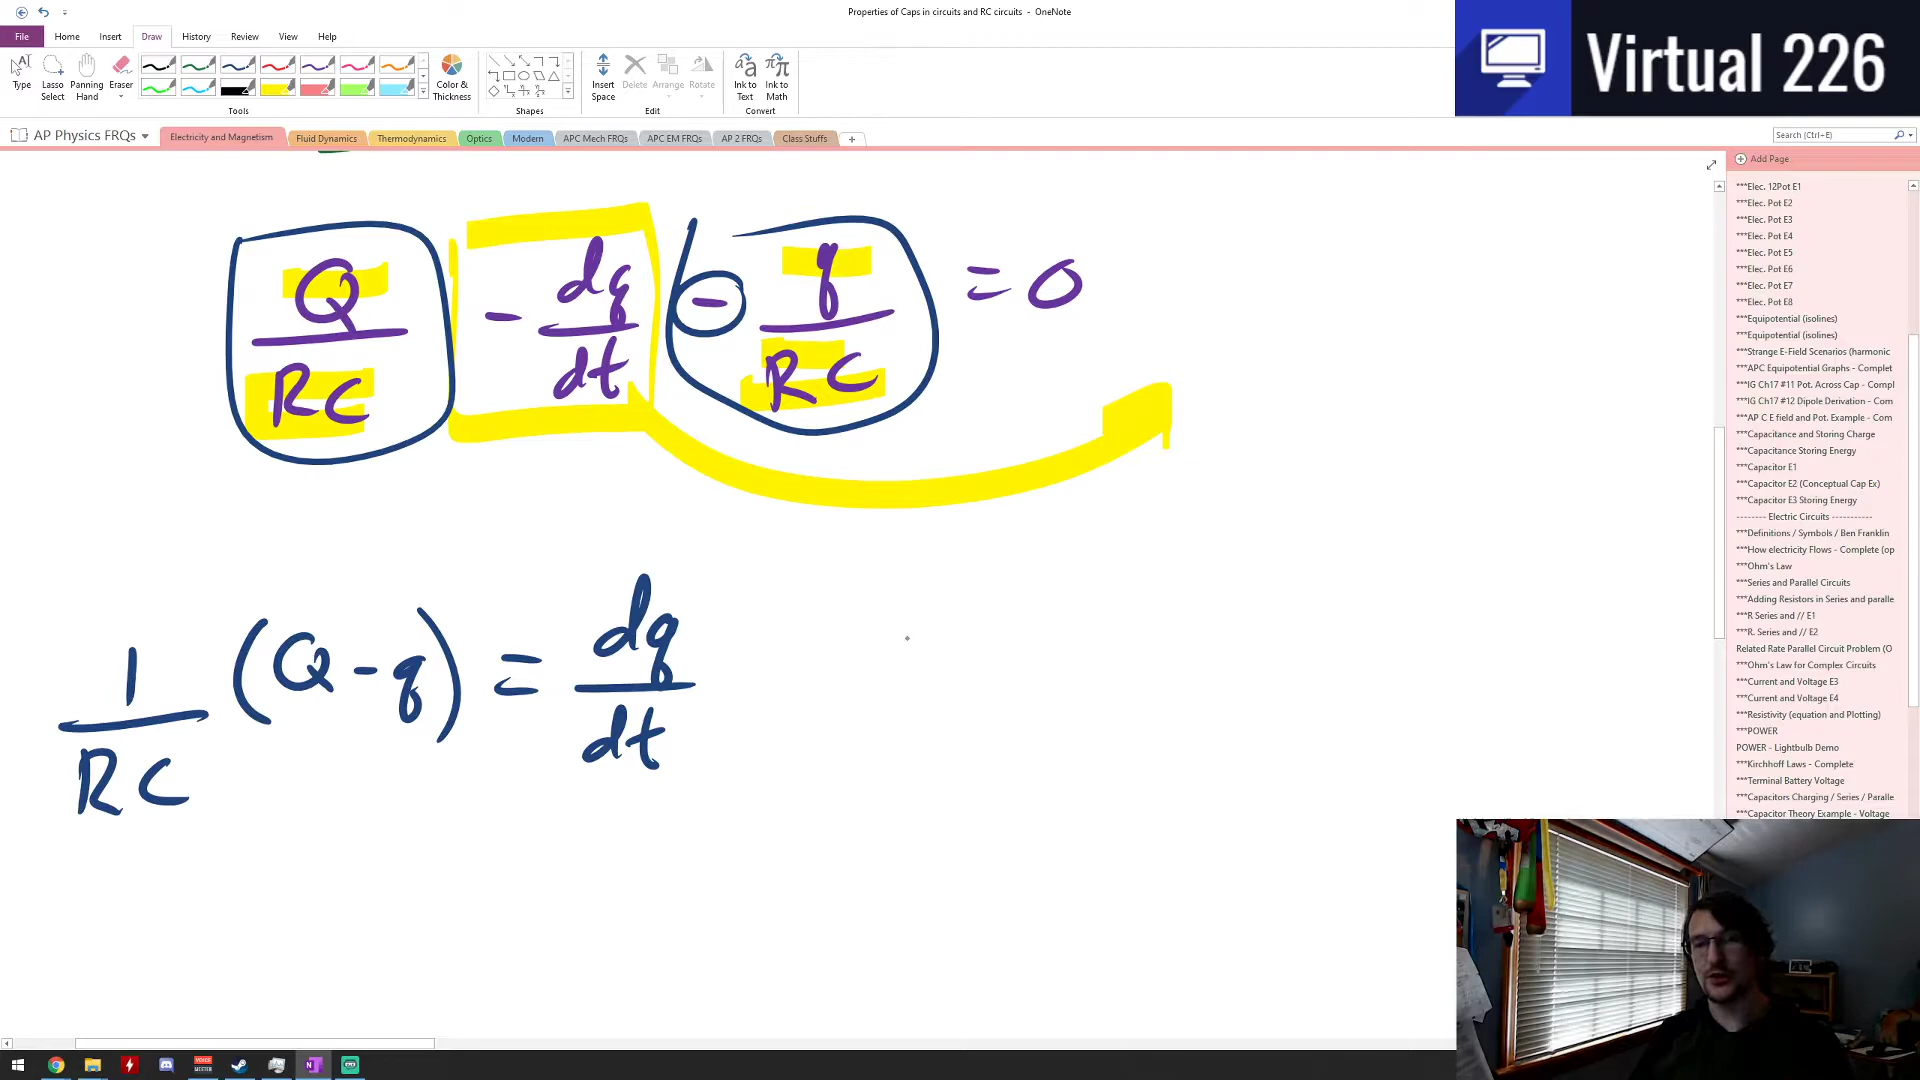 Properties of Caps in circuits and RC circuits - OneNote
Virtual 226
File Home Insert Draw History Review View Help
Type
Lasso Select
Panning Hand
Eraser
Color & Thickness
Insert Space
Delete
Arrange
Rotate
Ink to Text
Ink to Math
Tools
Shapes
Edit
Convert
AP Physics FRQs
Electricity and Magnetism Fluid Dynamics Thermodynamics Optics Modern APC Mech FRQs APC EM FRQs AP 2 FRQs Class Stuffs
Search (Ctrl+E)
Add Page
Q/RC - dq/dt - q/RC = 0
1/RC (Q - q) = dq/dt
***Elec. 12Pot E1
***Elec. Pot E2
***Elec. Pot E3
***Elec. Pot E4
***Elec. Pot E5
***Elec. Pot E6
***Elec. Pot E7
***Elec. Pot E8
***Equipotential (isolines)
***Equipotential (isolines)
***Strange E-Field Scenarios (harmonic
***APC Equipotential Graphs - Complet
***IG Ch17 #11 Pot. Across Cap - Compl
***IG Ch17 #12 Dipole Derivation - Com
***AP C E field and Pot. Example - Com
***Capacitance and Storing Charge
***Capacitance Storing Energy
***Capacitor E1
***Capacitor E2 (Conceptual Cap Ex)
***Capacitor E3 Storing Energy
-------- Electric Circuits -----------
***Definitions / Symbols / Ben Franklin
***How electricity Flows - Complete (op
***Ohm's Law
***Series and Parallel Circuits
***Adding Resistors in Series and paralle
***R Series and // E1
***R. Series and // E2
Related Rate Parallel Circuit Problem (O
***Ohm's Law for Complex Circuits
***Current and Voltage E3
***Current and Voltage E4
***Resistivity (equation and Plotting)
***POWER
POWER - Lightbulb Demo
***Kirchhoff Laws - Complete
***Terminal Battery Voltage
***Capacitors Charging / Series / Paralle
***Capacitor Theory Example - Voltage
VOICE MEETER